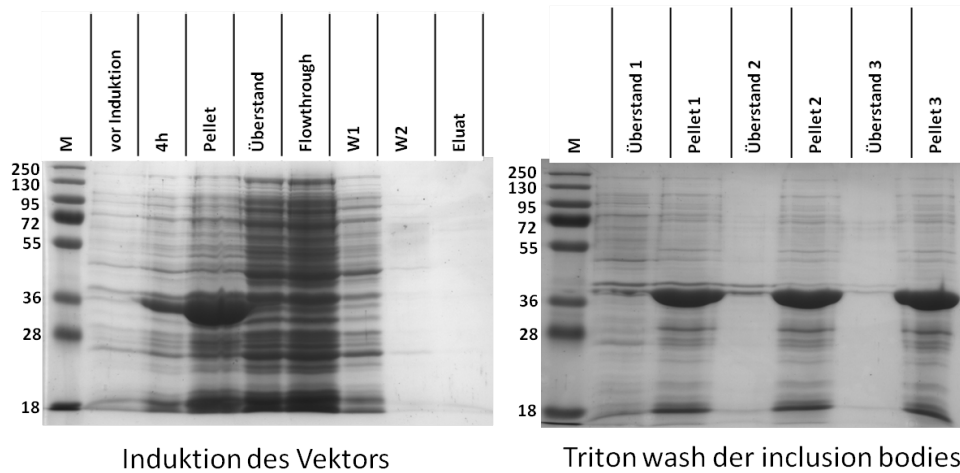 M
vor Induktion
4h
Pellet
Überstand
Flowthrough
W1
W2
Eluat
250
130
95
72
55
36
28
18
Induktion des Vektors
M
Überstand 1
Pellet 1
Überstand 2
Pellet 2
Überstand 3
Pellet 3
250
130
95
72
55
36
28
18
Triton wash der inclusion bodies